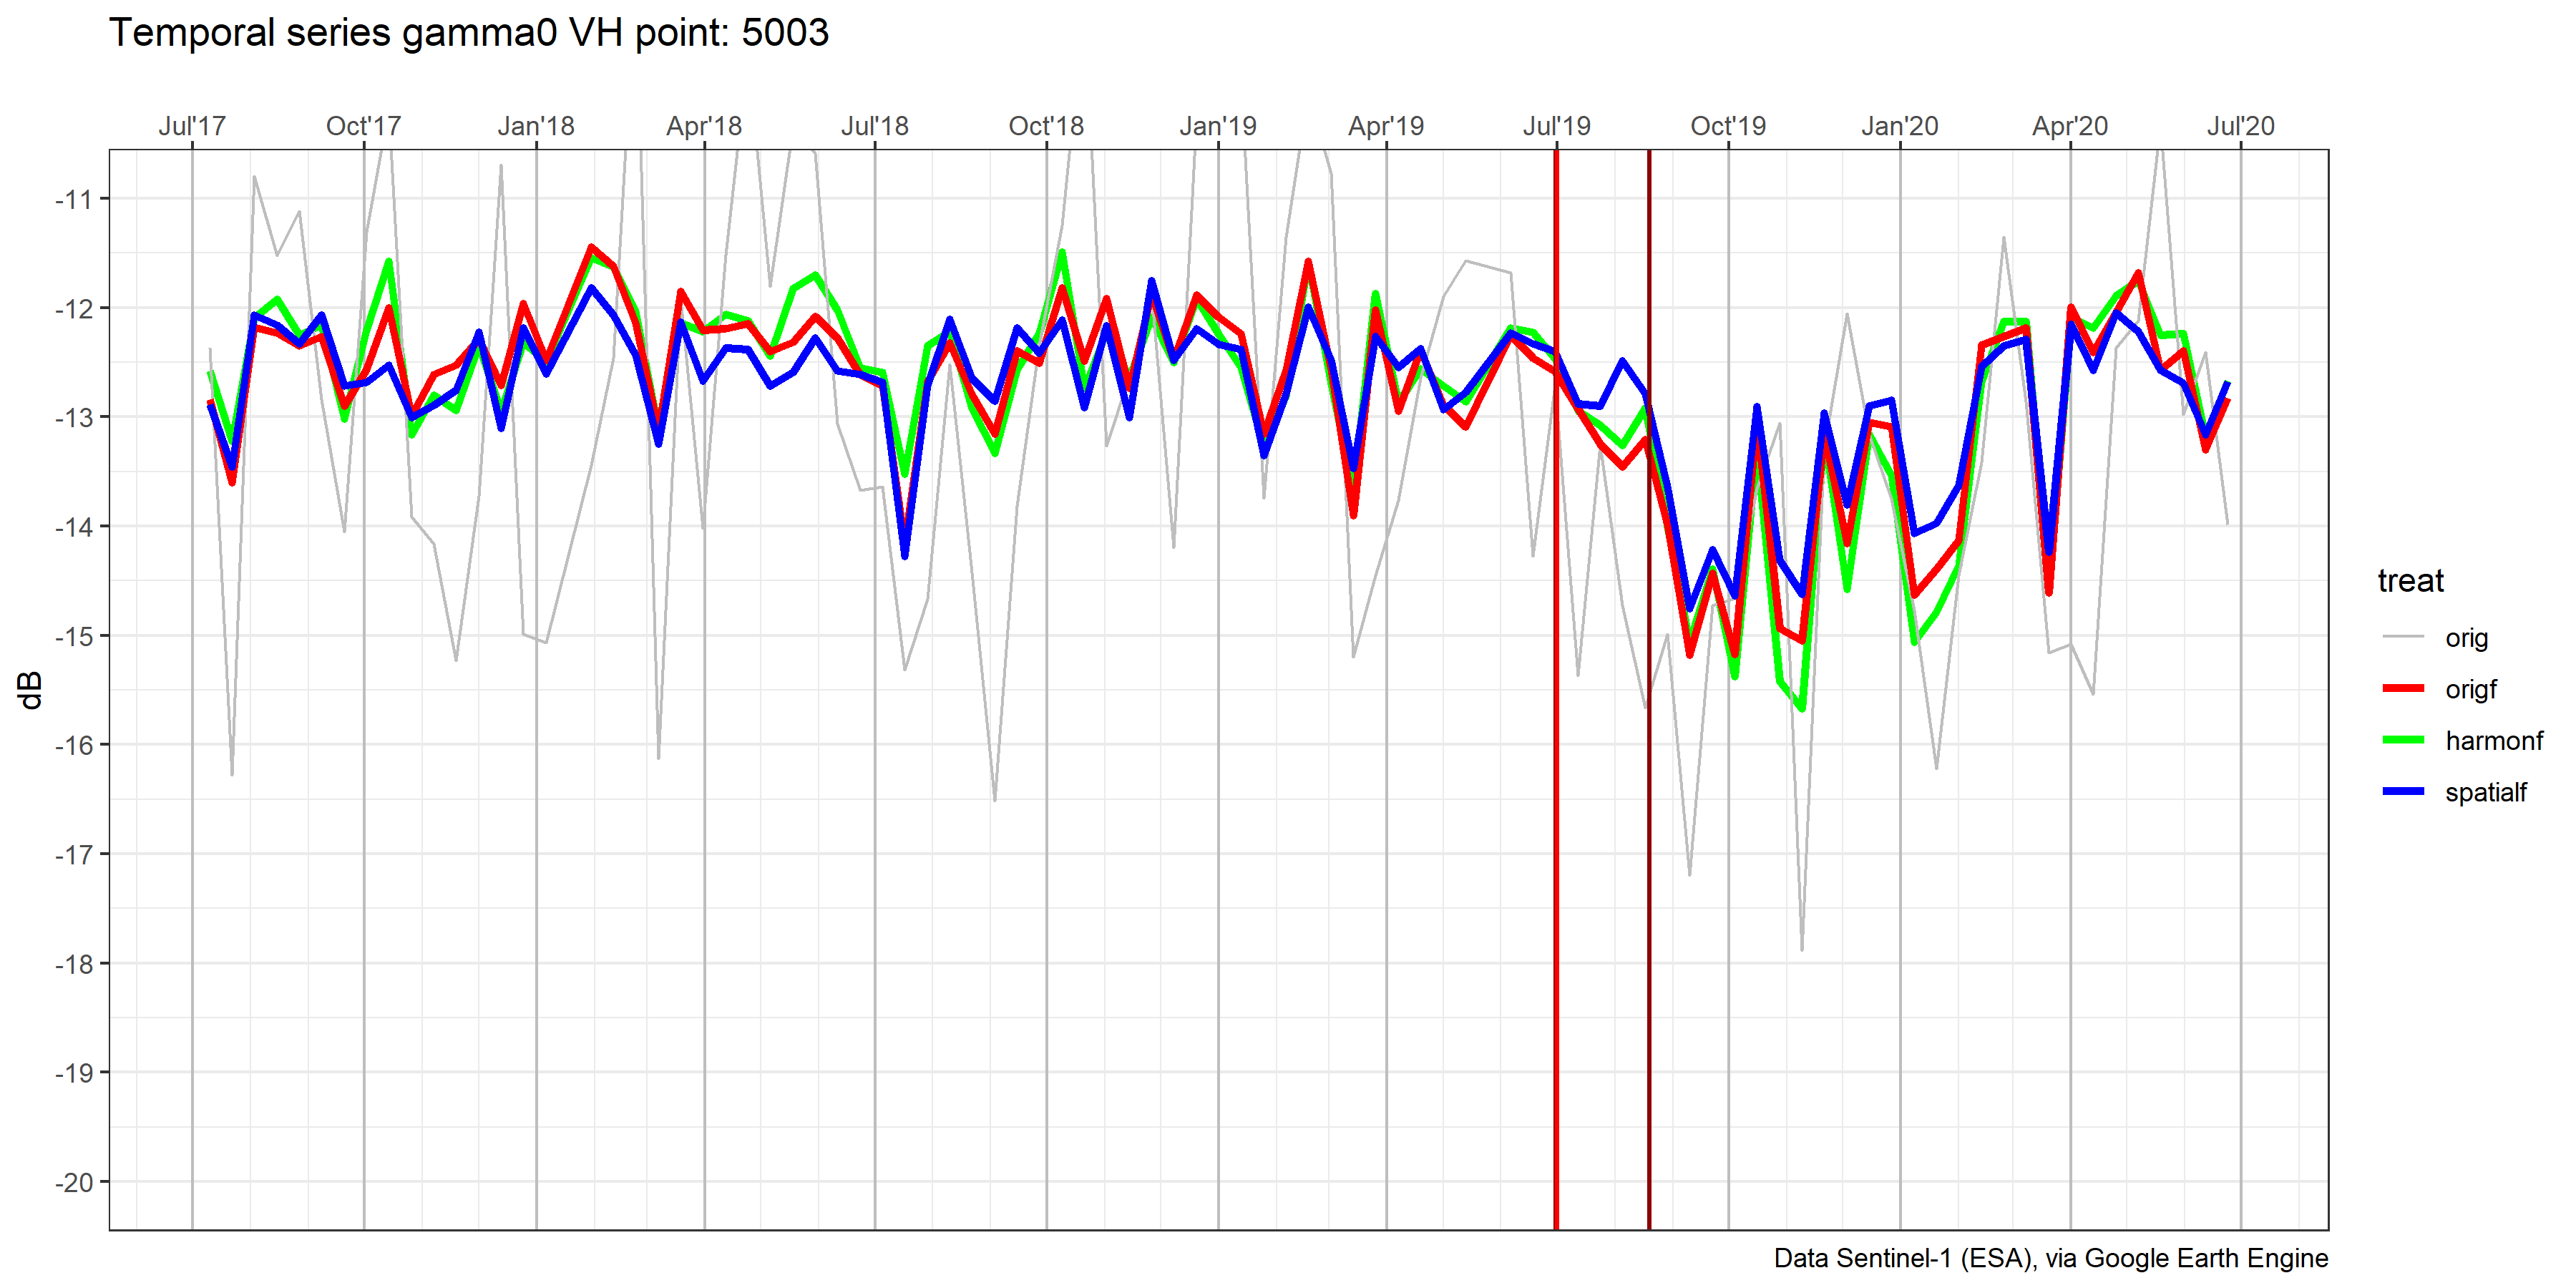 Temporal series gamma0 VH point: 5003
Jul'17 Oct'17 Jan'18 Apr'18 Jul'18 Oct'18 Jan'19 Apr'19 Jul'19 Oct'19 Jan'20 Apr'20 Jul'20
-11
-12
-13
-14
-15
-16
-17
-18
-19
-20
dB
treat
orig
origf
harmonf
spatialf
Data Sentinel-1 (ESA), via Google Earth Engine